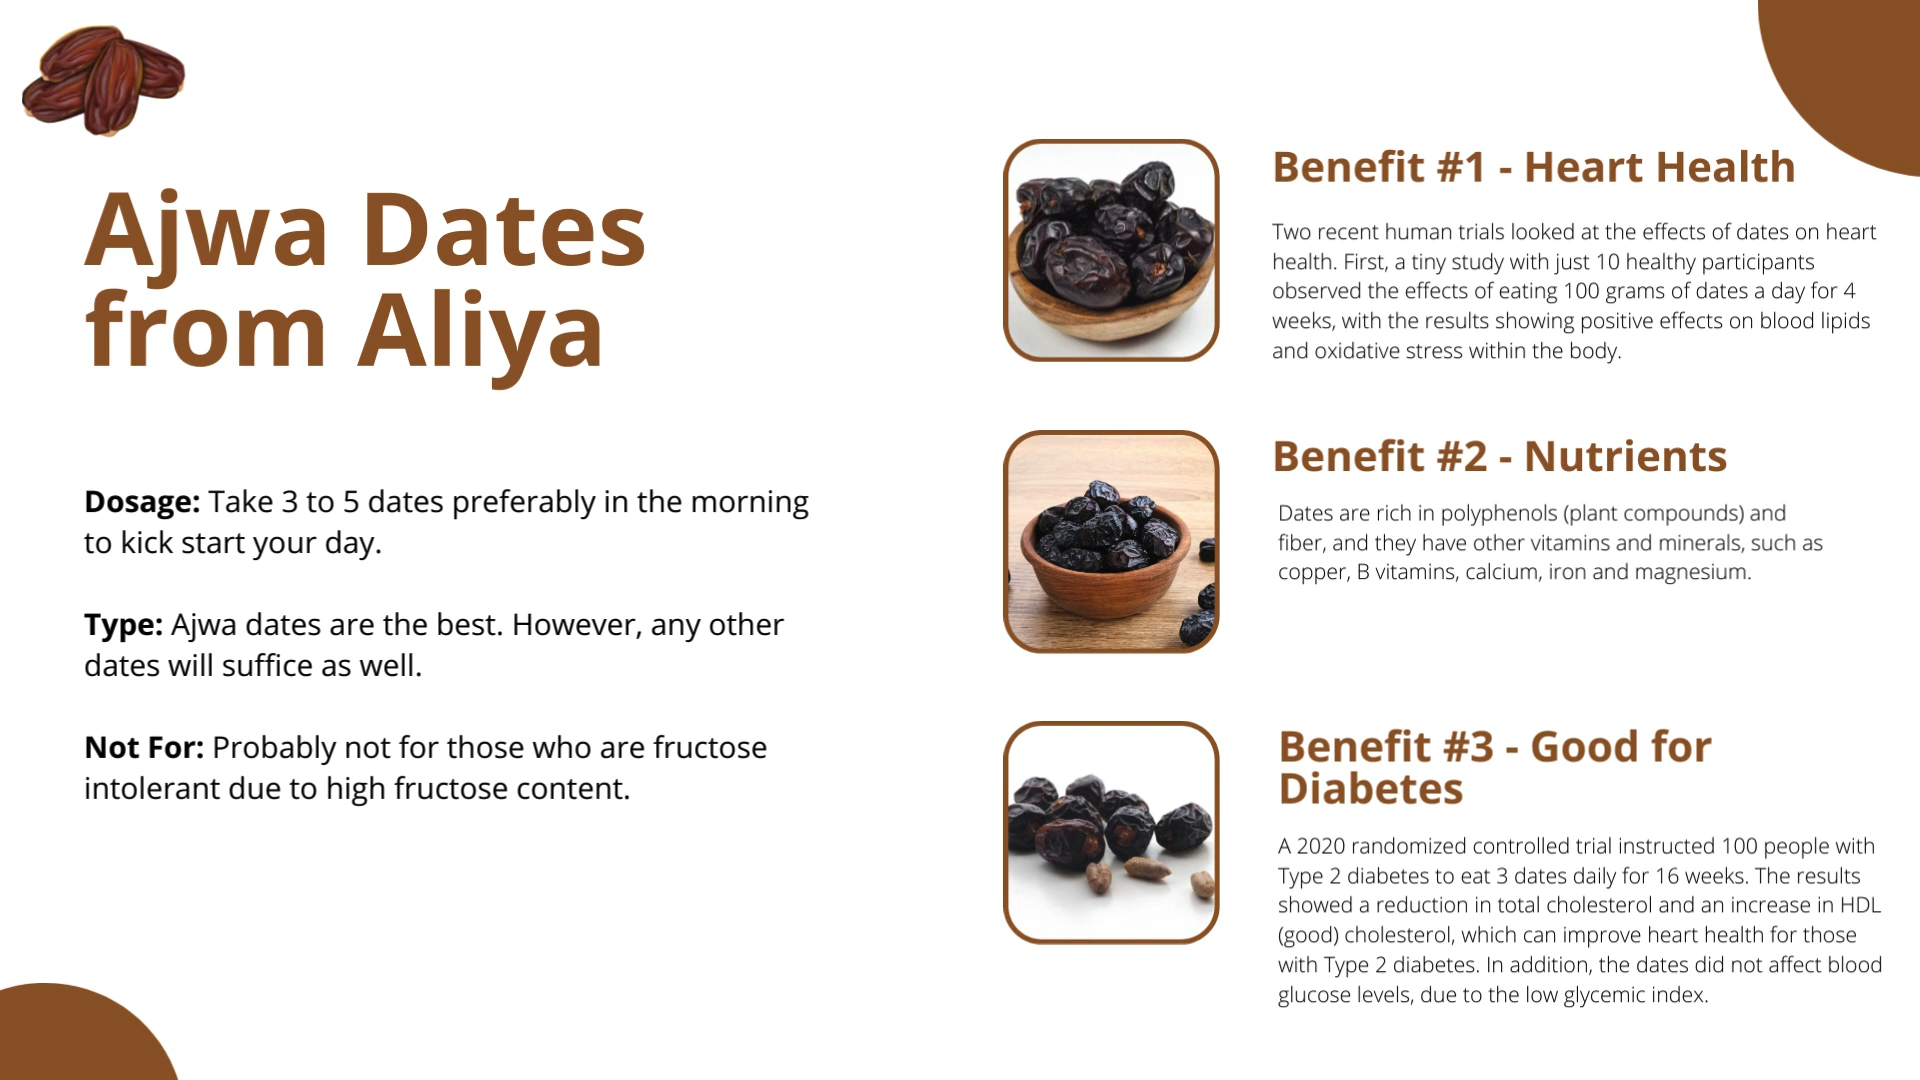 Ajwa Dates
from Aliya
Dosage: Take 3 to 5 dates preferably in the morning
to kick start your day.
Type: Ajwa dates are the best. However, any other
dates will suffice as well.
Not For: Probably not for those who are fructose
intolerant due to high fructose content.
Benefit #1 - Heart Health
Two recent human trials looked at the effects of dates on heart
health. First, a tiny study with just 10 healthy participants
observed the effects of eating 100 grams of dates a day for 4
weeks, with the results showing positive effects on blood lipids
and oxidative stress within the body.
Benefit #2 - Nutrients
Dates are rich in polyphenols (plant compounds) and
fiber, and they have other vitamins and minerals, such as
copper, B vitamins, calcium, iron and magnesium.
Benefit #3 - Good for
Diabetes
A 2020 randomized controlled trial instructed 100 people with
Type 2 diabetes to eat 3 dates daily for 16 weeks. The results
showed a reduction in total cholesterol and an increase in HDL
(good) cholesterol, which can improve heart health for those
with Type 2 diabetes. In addition, the dates did not affect blood
glucose levels, due to the low glycemic index.